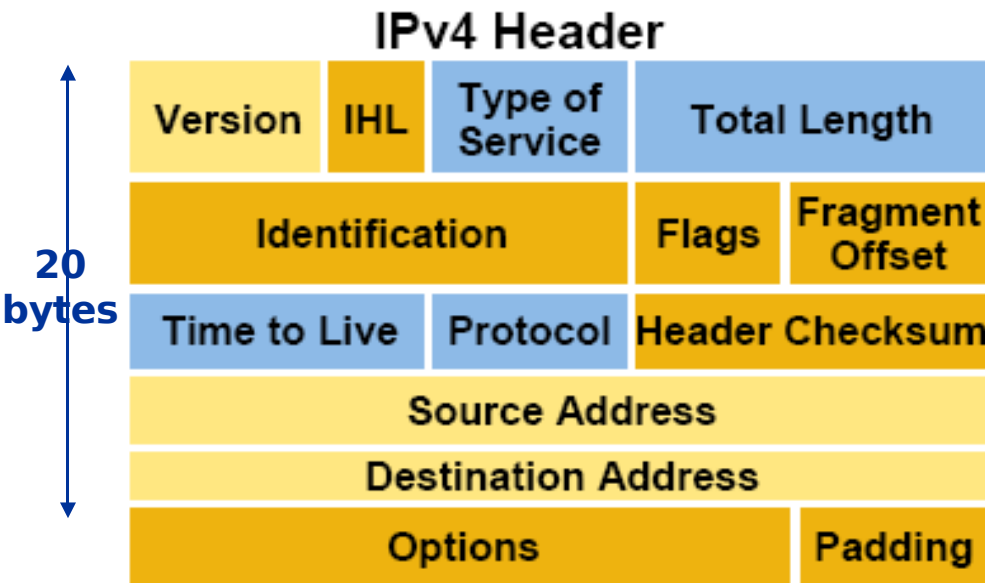 IPv4 Header
Version
IHL
Type of
Service
Total Length
Identification
Flags
Fragment
Offset
20
bytes
Time to Live
Protocol
Header Checksum
Source Address
Destination Address
Options
Padding